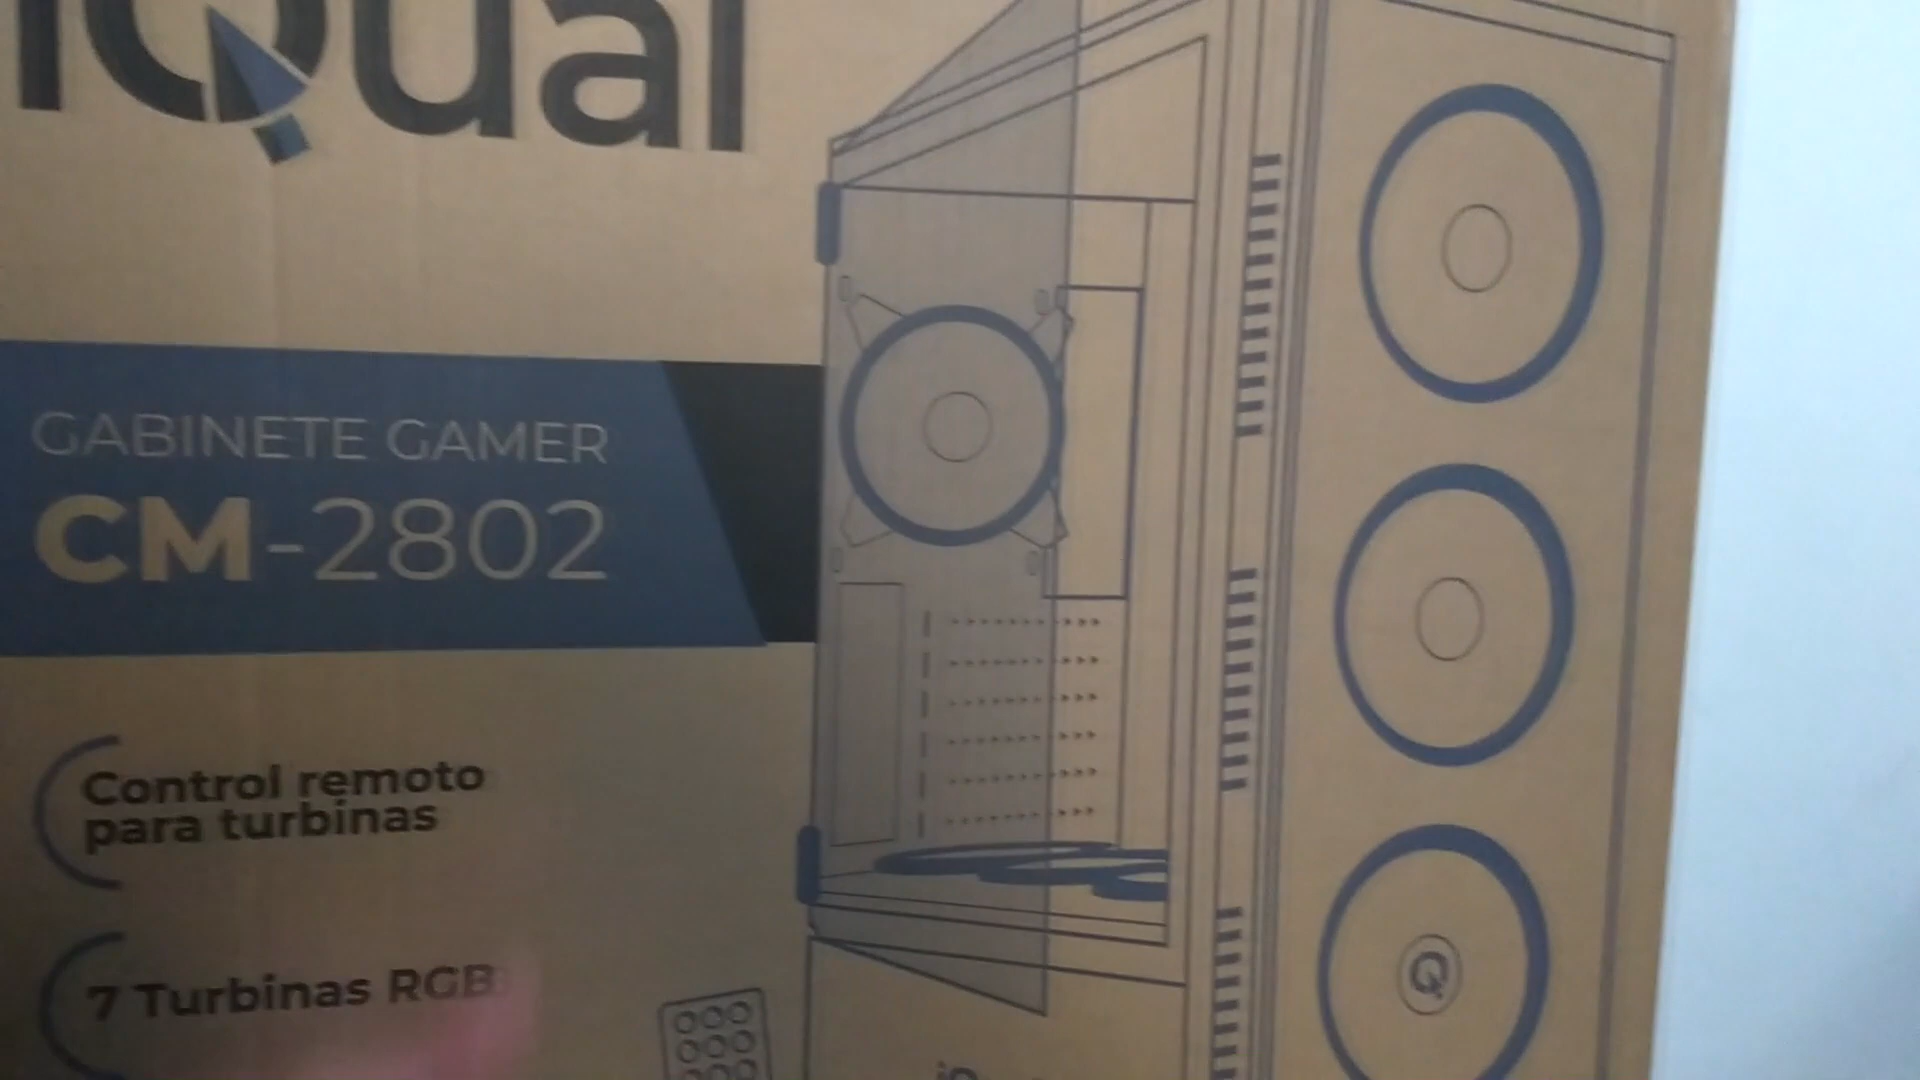 iQual
GABINETE GAMER
CM-2802
Control remoto
para turbinas
7 Turbinas RGB
Q